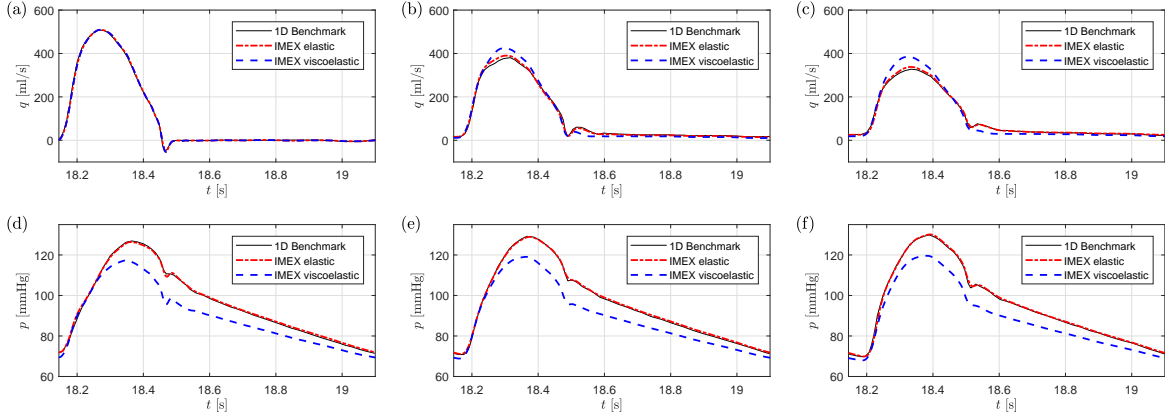 (a)
600
400
200
0
q [ml/s]
1D Benchmark
IMEX elastic
IMEX viscoelastic
18.2 18.4 18.6 18.8 19
t [s]
(b)
600
400
200
0
q [ml/s]
1D Benchmark
IMEX elastic
IMEX viscoelastic
18.2 18.4 18.6 18.8 19
t [s]
(c)
600
400
200
0
q [ml/s]
1D Benchmark
IMEX elastic
IMEX viscoelastic
18.2 18.4 18.6 18.8 19
t [s]
(d)
120
100
80
60
p [mmHg]
1D Benchmark
IMEX elastic
IMEX viscoelastic
18.2 18.4 18.6 18.8 19
t [s]
(e)
120
100
80
60
p [mmHg]
1D Benchmark
IMEX elastic
IMEX viscoelastic
18.2 18.4 18.6 18.8 19
t [s]
(f)
120
100
80
60
p [mmHg]
1D Benchmark
IMEX elastic
IMEX viscoelastic
18.2 18.4 18.6 18.8 19
t [s]